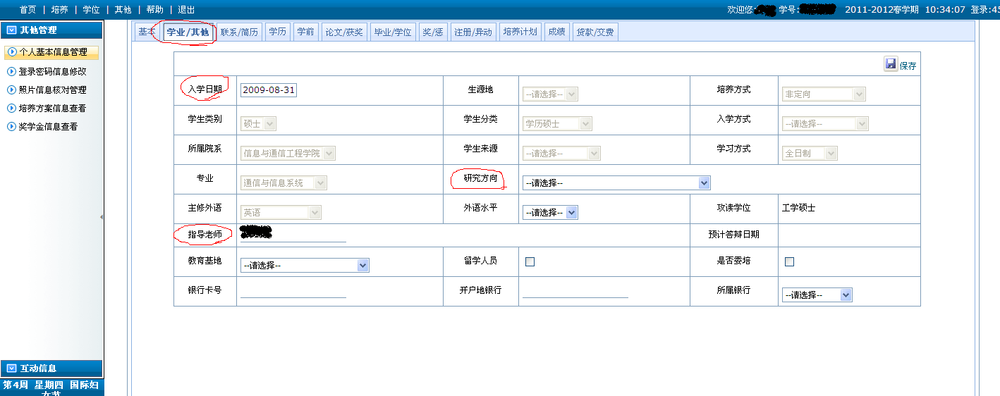 首页 | 培养 | 学位 | 其他 | 帮助 | 退出
欢迎您: 学号: 2011-2012春学期 10:34:07 登录:45
其他管理
个人基本信息管理
登录密码信息修改
照片信息核对管理
培养方案信息查看
奖学金信息查看
互动信息
第4周 星期四 国际妇
女节
基本 学业/其他 联系/简历 学历 学前 论文/获奖 毕业/学位 奖/惩 注册/异动 培养计划 成绩 贷款/交费
保存
入学日期 2009-08-31 生源地 --请选择-- 培养方式 非定向
学生类别 硕士 学生分类 学历硕士 入学方式 --请选择--
所属院系 信息与通信工程学院 学生来源 --请选择-- 学习方式 全日制
专业 通信与信息系统 研究方向 --请选择--
主修外语 英语 外语水平 --请选择-- 攻读学位 工学硕士
指导老师 预计答辩日期
教育基地 --请选择-- 留学人员 是否委培
银行卡号 开户地银行 所属银行 --请选择--